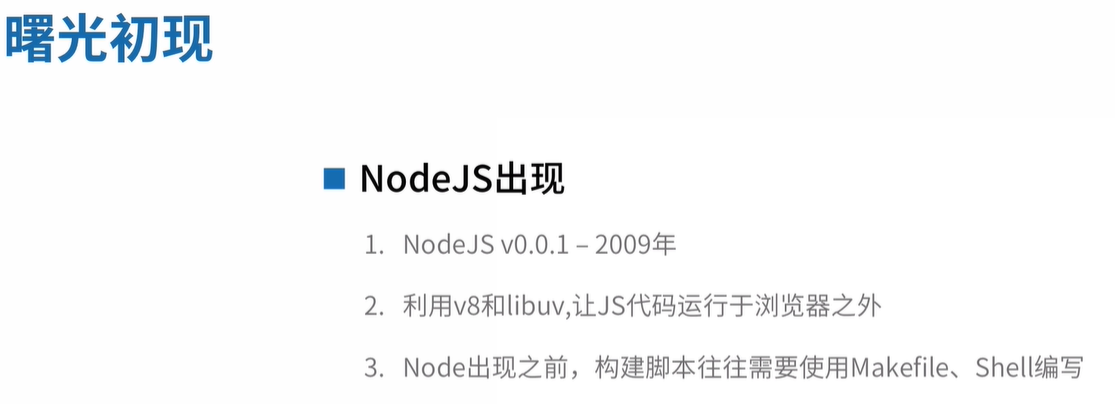 曙光初现
NodeJS出现
1. NodeJS v0.0.1 – 2009年
2. 利用v8和libuv,让JS代码运行于浏览器之外
3. Node出现之前，构建脚本往往需要使用Makefile、Shell编写